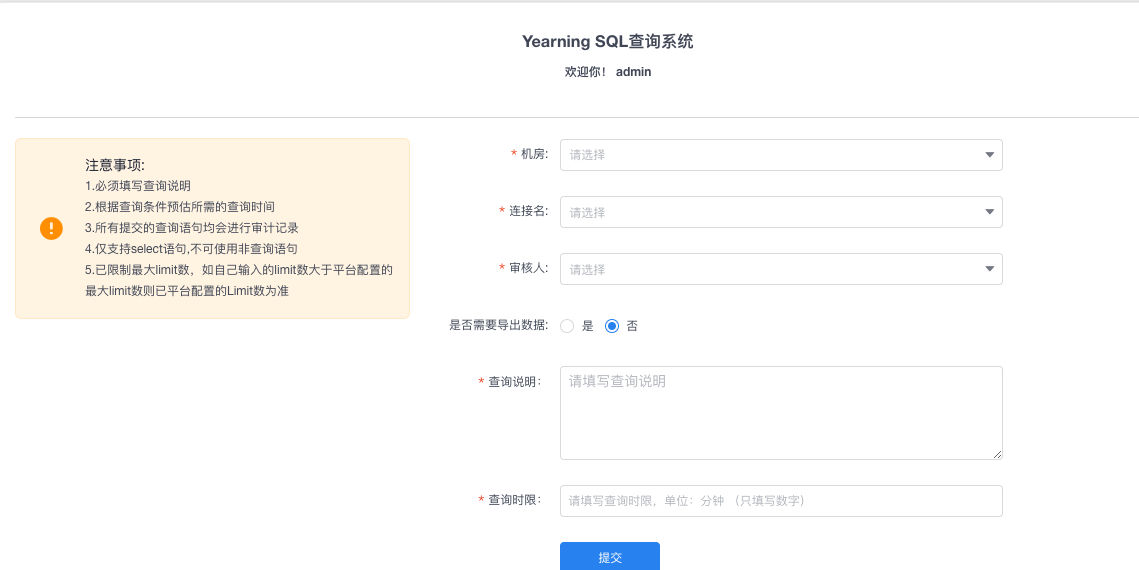 Yearning SQL查询系统
欢迎你！ admin
注意事项:
1.必须填写查询说明
2.根据查询条件预估所需的查询时间
3.所有提交的查询语句均会进行审计记录
4.仅支持select语句,不可使用非查询语句
5.已限制最大limit数，如自己输入的limit数大于平台配置的
最大limit数则已平台配置的Limit数为准
* 机房: 请选择
* 连接名: 请选择
* 审核人: 请选择
是否需要导出数据: 是 否
* 查询说明： 请填写查询说明
* 查询时限： 请填写查询时限，单位：分钟 （只填写数字）
提交